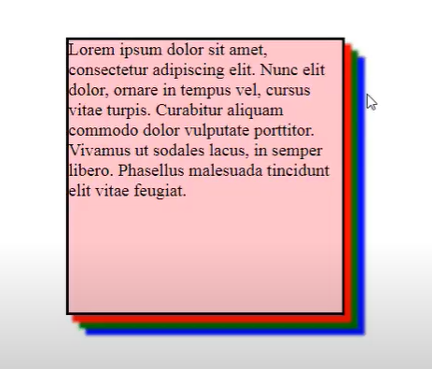 Lorem ipsum dolor sit amet,
consectetur adipiscing elit. Nunc elit
dolor, ornare in tempus vel, cursus
vitae turpis. Curabitur aliquam
commodo dolor vulputate porttitor.
Vivamus ut sodales lacus, in semper
libero. Phasellus malesuada tincidunt
elit vitae feugiat.